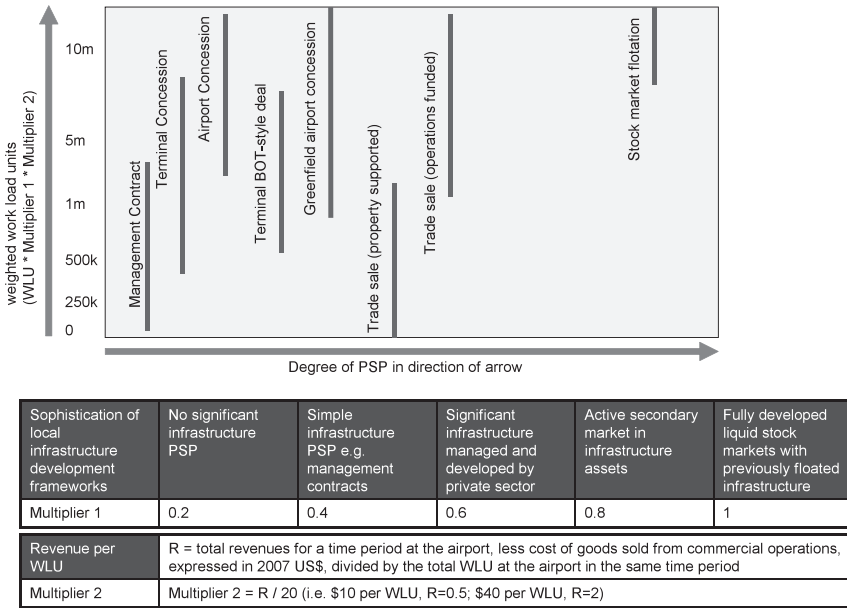 weighted work load units
(WLU * Multiplier 1 * Multiplier 2)
10m
5m
1m
500k
250k
0
Management Contract
Terminal Concession
Airport Concession
Terminal BOT-style deal
Greenfield airport concession
Trade sale (property supported)
Trade sale (operations funded)
Stock market flotation
Degree of PSP in direction of arrow
Sophistication of
local
infrastructure
development
frameworks
No significant
infrastructure
PSP
Simple
infrastructure
PSP e.g.
management
contracts
Significant
infrastructure
managed and
developed by
private sector
Active secondary
market in
infrastructure
assets
Fully developed
liquid stock
markets with
previously floated
infrastructure
Multiplier 1
0.2
0.4
0.6
0.8
1
Revenue per
WLU
R = total revenues for a time period at the airport, less cost of goods sold from commercial operations,
expressed in 2007 US$, divided by the total WLU at the airport in the same time period
Multiplier 2
Multiplier 2 = R / 20 (i.e. $10 per WLU, R=0.5; $40 per WLU, R=2)